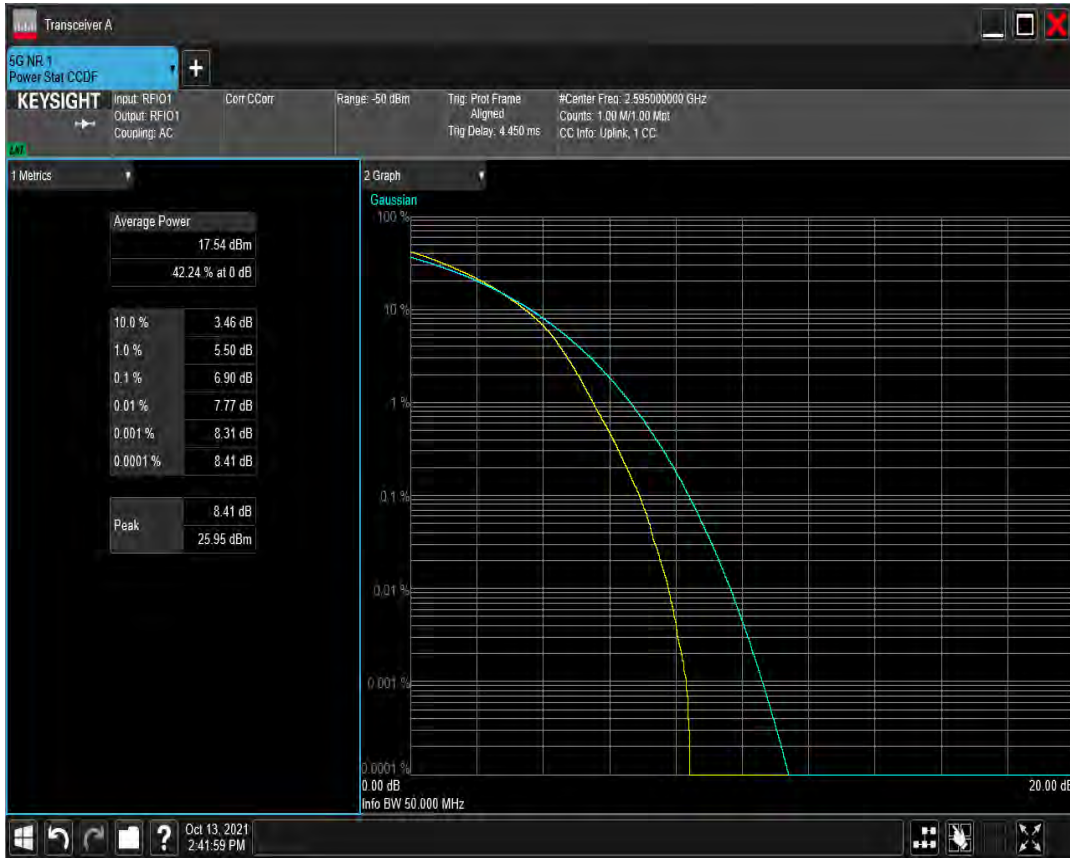 Transceiver A
5G NR 1
Power Stat CCDF
+
KEYSIGHT
Input: RFIO1
Output: RFIO1
Coupling: AC
Corr CCorr
Range: -50 dBm
Trig: Prot Frame
Aligned
Trig Delay: 4.450 ms
#Center Freq: 2.595000000 GHz
Counts: 1.00 M/1.00 Mpt
CC Info: Uplink, 1 CC
1 Metrics
Average Power
17.54 dBm
42.24 % at 0 dB
10.0 % 3.46 dB
1.0 % 5.50 dB
0.1 % 6.90 dB
0.01 % 7.77 dB
0.001 % 8.31 dB
0.0001 % 8.41 dB
Peak 8.41 dB
25.95 dBm
2 Graph
Gaussian
100 %
10 %
1 %
0.1 %
0.01 %
0.001 %
0.0001 %
0.00 dB 20.00 dB
Info BW 50.000 MHz
?
Oct 13, 2021
2:41:59 PM